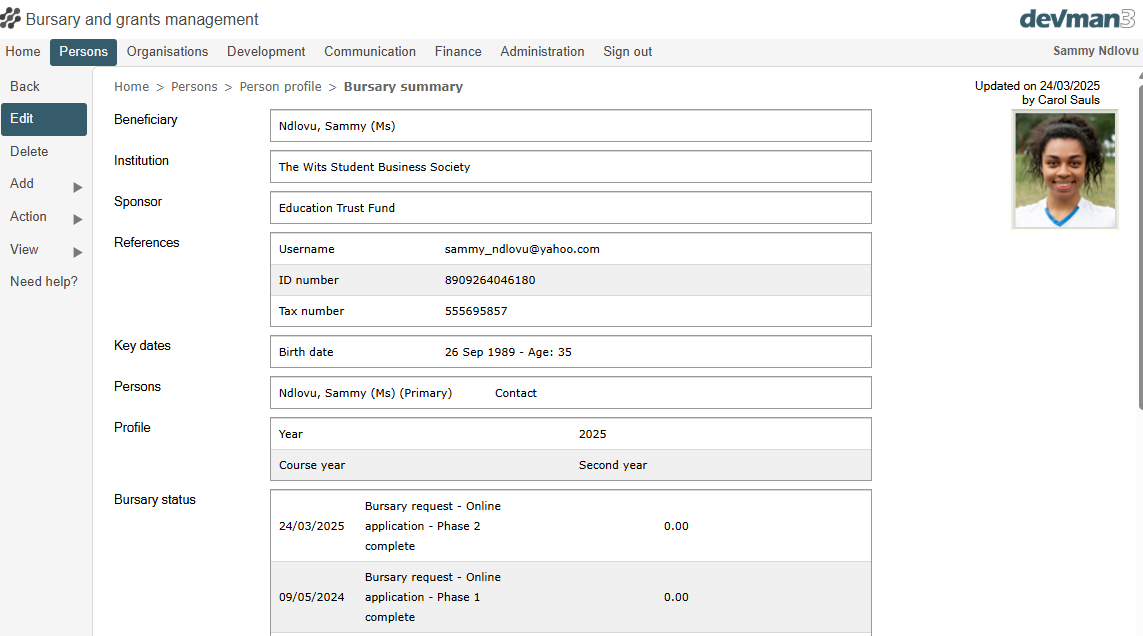 Bursary and grants management
devman3
Home Persons Organisations Development Communication Finance Administration Sign out
Sammy Ndlovu
Back
Edit
Delete
Add
Action
View
Need help?
Home > Persons > Person profile > Bursary summary
Updated on 24/03/2025
by Carol Sauls
Beneficiary
Ndlovu, Sammy (Ms)
Institution
The Wits Student Business Society
Sponsor
Education Trust Fund
References
Username sammy_ndlovu@yahoo.com
ID number 8909264046180
Tax number 555695857
Key dates
Birth date 26 Sep 1989 - Age: 35
Persons
Ndlovu, Sammy (Ms) (Primary) Contact
Profile
Year 2025
Course year Second year
Bursary status
24/03/2025
Bursary request - Online
application - Phase 2
complete
0.00
09/05/2024
Bursary request - Online
application - Phase 1
complete
0.00